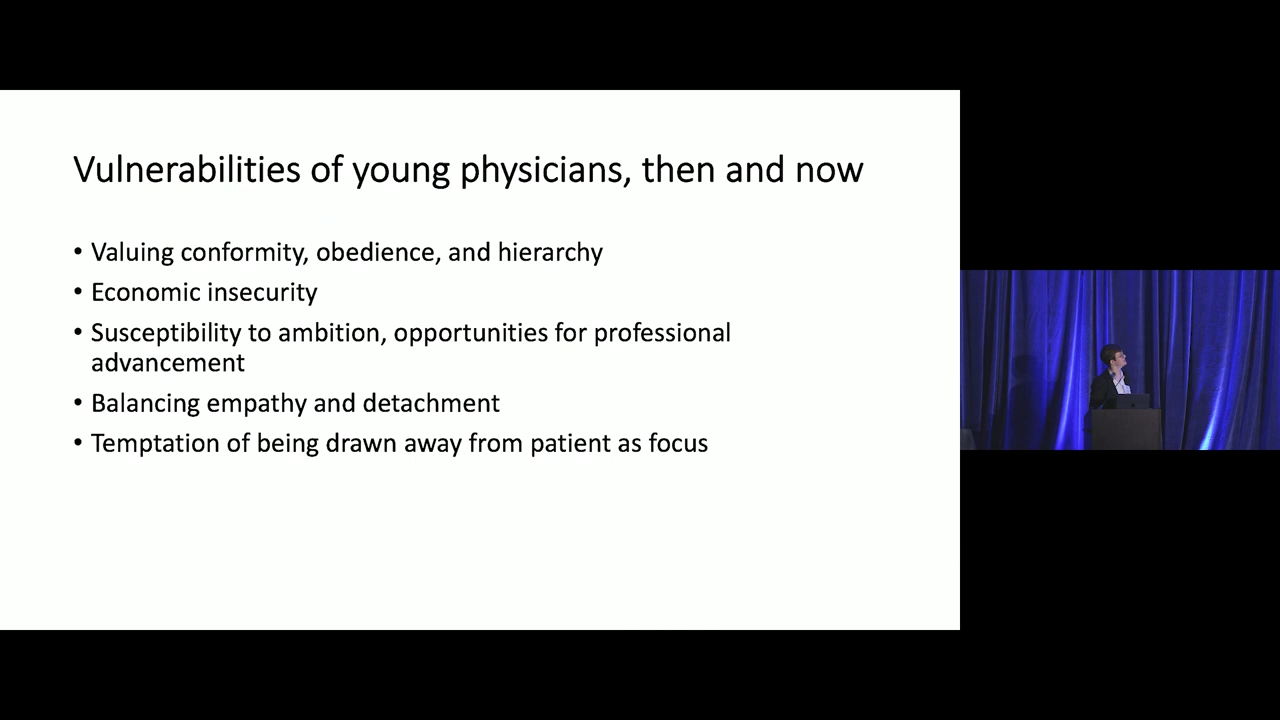 Vulnerabilities of young physicians, then and now
• Valuing conformity, obedience, and hierarchy
• Economic insecurity
• Susceptibility to ambition, opportunities for professional
advancement
• Balancing empathy and detachment
• Temptation of being drawn away from patient as focus